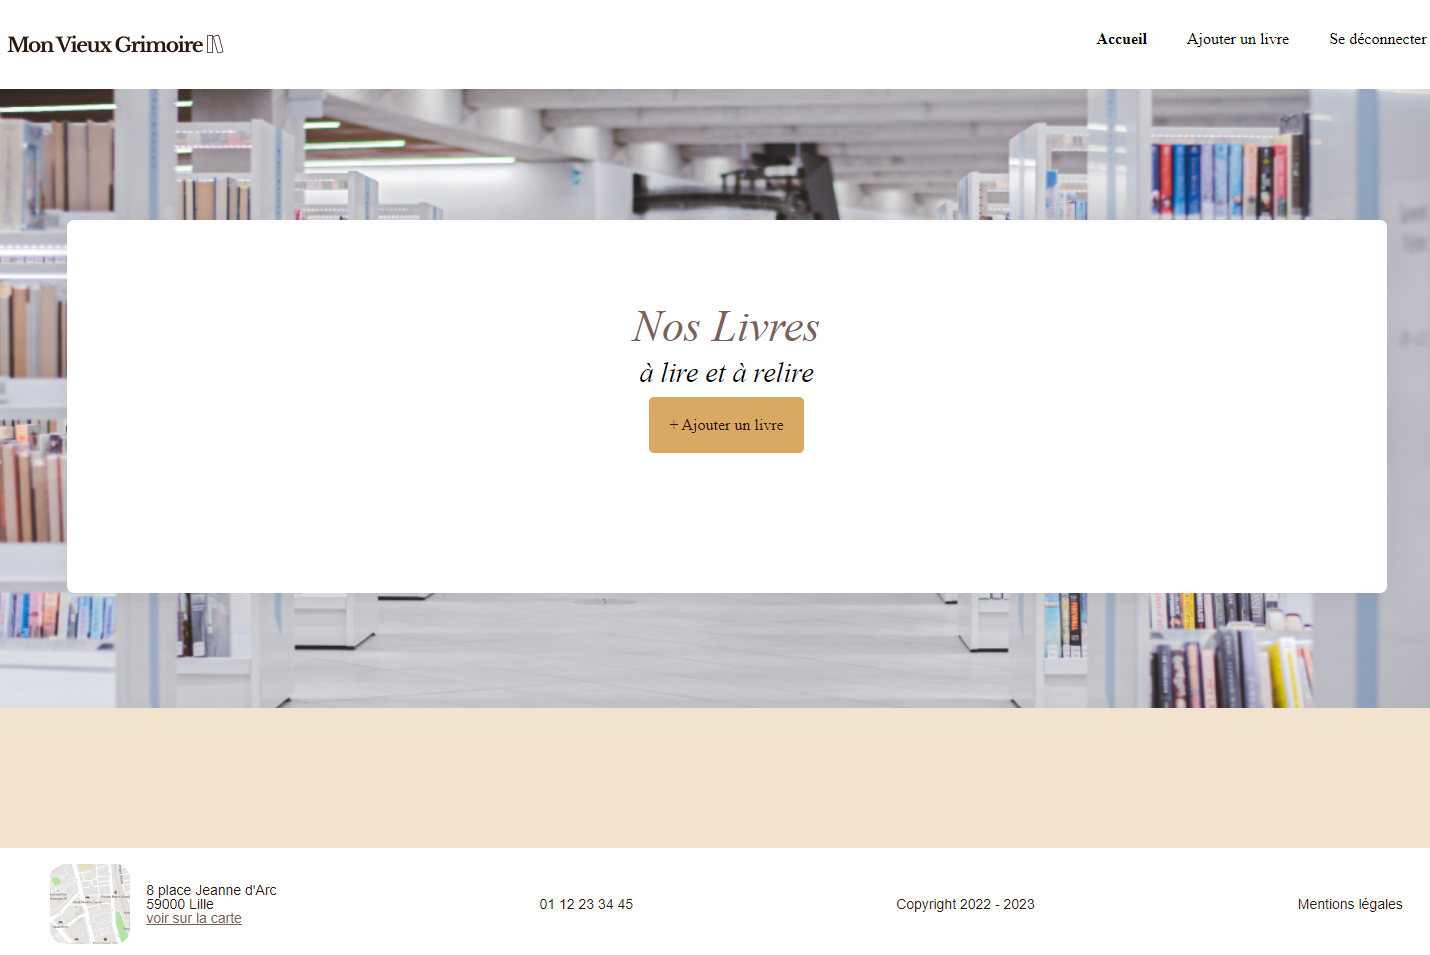 Mon Vieux Grimoire
Accueil
Ajouter un livre
Se déconnecter
Nos Livres
à lire et à relire
+ Ajouter un livre
8 place Jeanne d'Arc
59000 Lille
voir sur la carte
01 12 23 34 45
Copyright 2022 - 2023
Mentions légales